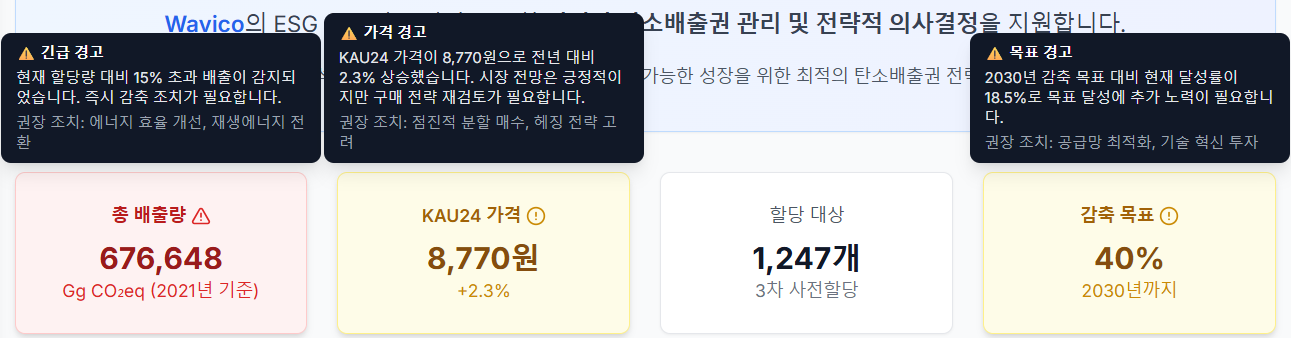 Wavico의 ESG
소배출권 관리 및 전략적 의사결정을 지원합니다.
가능한 성장을 위한 최적의 탄소배출권 전략
긴급 경고
현재 할당량 대비 15% 초과 배출이 감지되
었습니다. 즉시 감축 조치가 필요합니다.
권장 조치: 에너지 효율 개선, 재생에너지 전
환
가격 경고
KAU24 가격이 8,770원으로 전년 대비
2.3% 상승했습니다. 시장 전망은 긍정적이
지만 구매 전략 재검토가 필요합니다.
권장 조치: 점진적 분할 매수, 헤징 전략 고
려
목표 경고
2030년 감축 목표 대비 현재 달성률이
18.5%로 목표 달성에 추가 노력이 필요합니
다.
권장 조치: 공급망 최적화, 기술 혁신 투자
총 배출량
676,648
Gg CO₂eq (2021년 기준)
KAU24 가격
8,770원
+2.3%
할당 대상
1,247개
3차 사전할당
감축 목표
40%
2030년까지